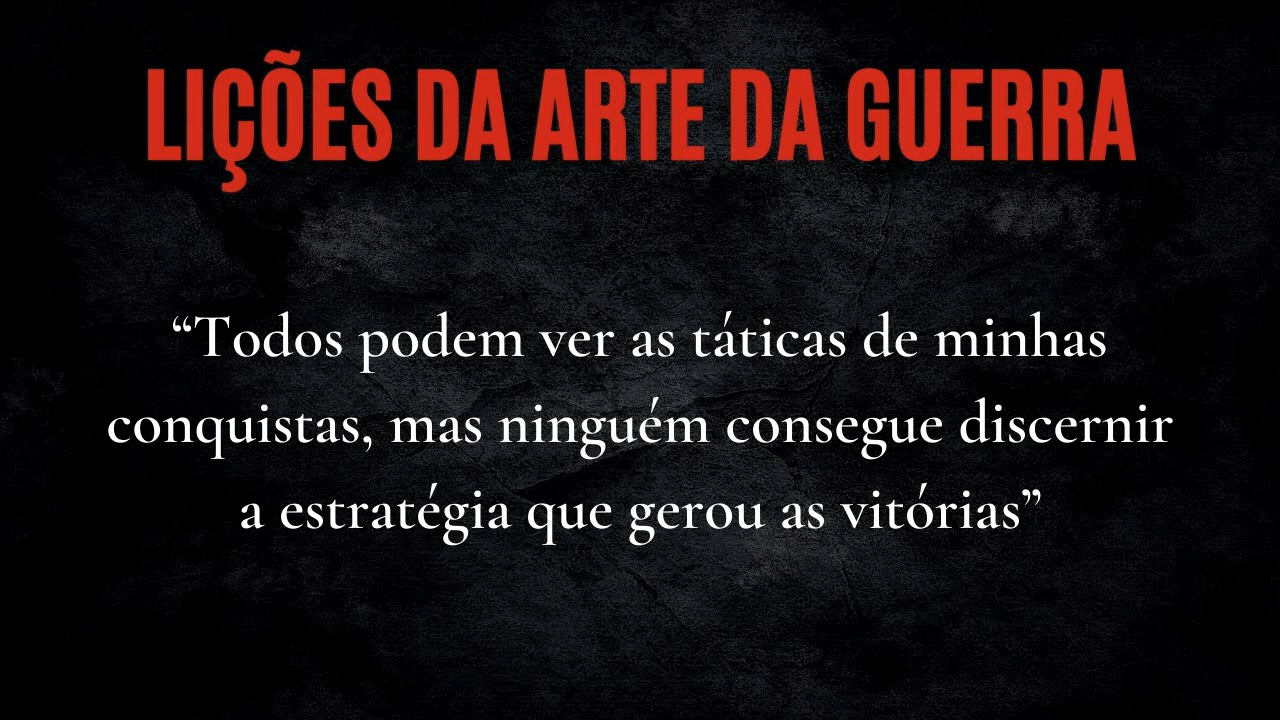 LIÇÕES DA ARTE DA GUERRA
“Todos podem ver as táticas de minhas
conquistas, mas ninguém consegue discernir
a estratégia que gerou as vitórias”